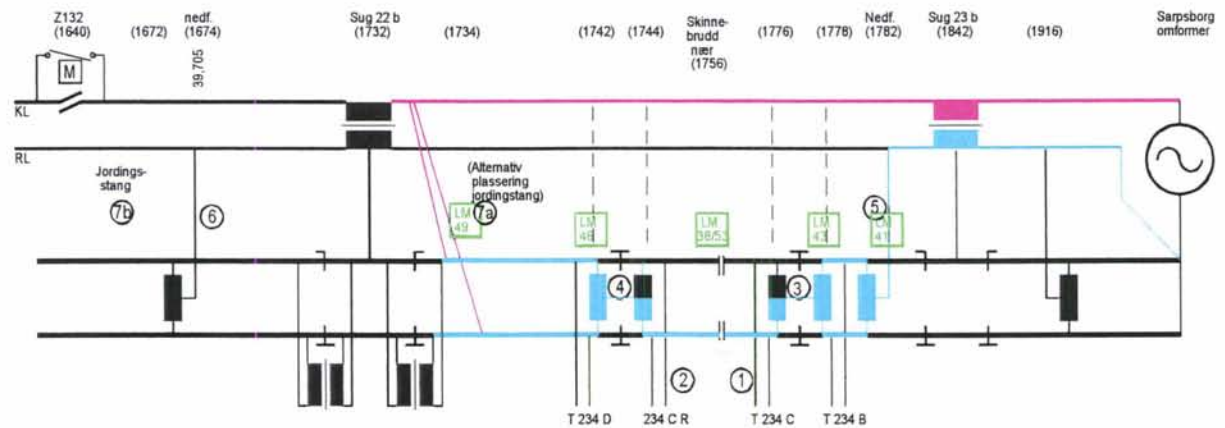 Z132
(1640)
(1672)
nedf.
(1674)
39,705
Sug 22 b
(1732)
(1734)
(1742)
(1744)
Skinne-
brudd
nær
(1756)
(1776)
(1778)
Nedf.
(1782)
Sug 23 b
(1842)
(1916)
Sarpsborg
omformer
M
KL
RL
Jordings-
stang
7b
6
(Alternativ
plassering
jordingstang)
7a
LM
49
LM
48
LM
38/53
LM
43
5
LM
41
4
3
2
1
T 234 D
234 C R
T 234 C
T 234 B